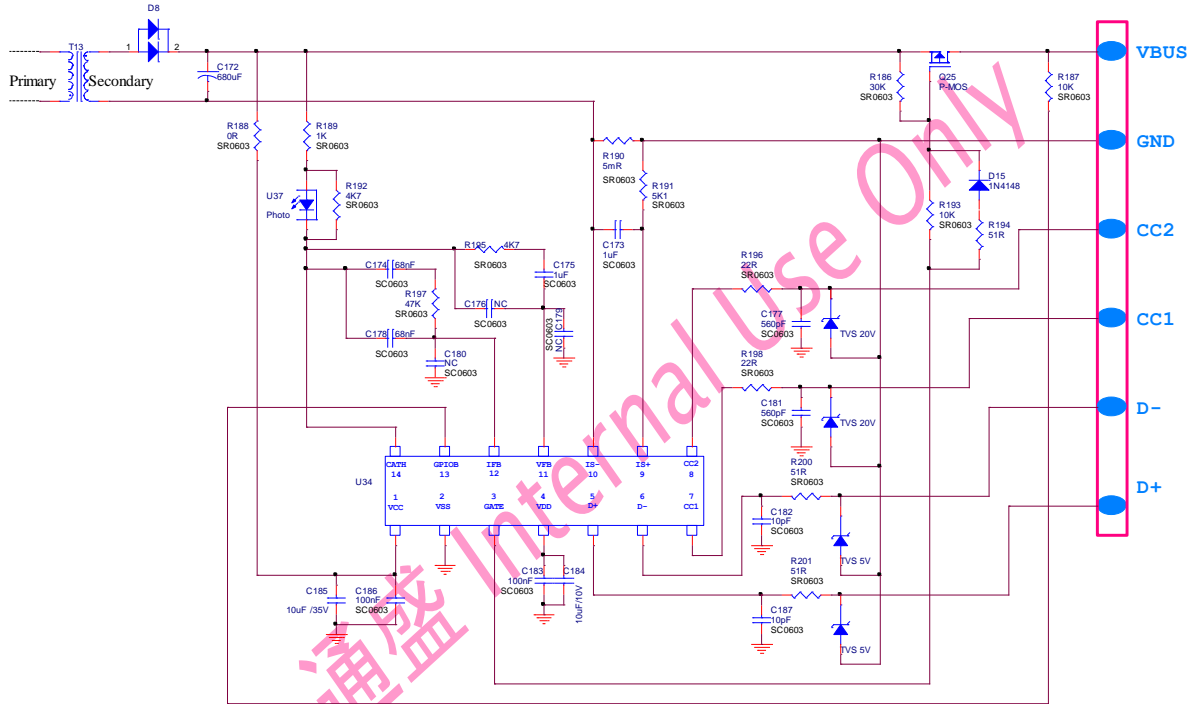 D8
T13
1
2
Primary
Secondary
C172
680uF
R186
30K
SR0603
Q25
P-MOS
R187
10K
SR0603
VBUS
R188
0R
SR0603
R189
1K
SR0603
GND
R190
5mR
SR0603
R191
5K1
SR0603
D15
1N4148
U37
Photo
R192
4K7
SR0603
R193
10K
SR0603
R194
51R
CC2
C173
1uF
SC0603
R195
4K7
SR0603
C174
68nF
SC0603
C175
1uF
SC0603
R196
22R
SR0603
R197
47K
SR0603
C176
NC
SC0603
C177
560pF
SC0603
TVS 20V
CC1
C178
68nF
SC0603
SC0603
NC
C179
C180
NC
SC0603
R198
22R
SR0603
C181
560pF
SC0603
TVS 20V
D-
U34
CATH
14
GPIOB
13
IFB
12
VFB
11
IS-
10
IS+
9
CC2
8
1
VCC
2
VSS
3
GATE
4
VDD
5
D+
6
D-
7
CC1
R200
51R
SR0603
D+
C182
10pF
SC0603
TVS 5V
R201
51R
SR0603
C183
100nF
SC0603
C184
10uF/10V
C185
10uF /35V
C186
100nF
SC0603
C187
10pF
SC0603
TVS 5V
通盛 Internal Use Only